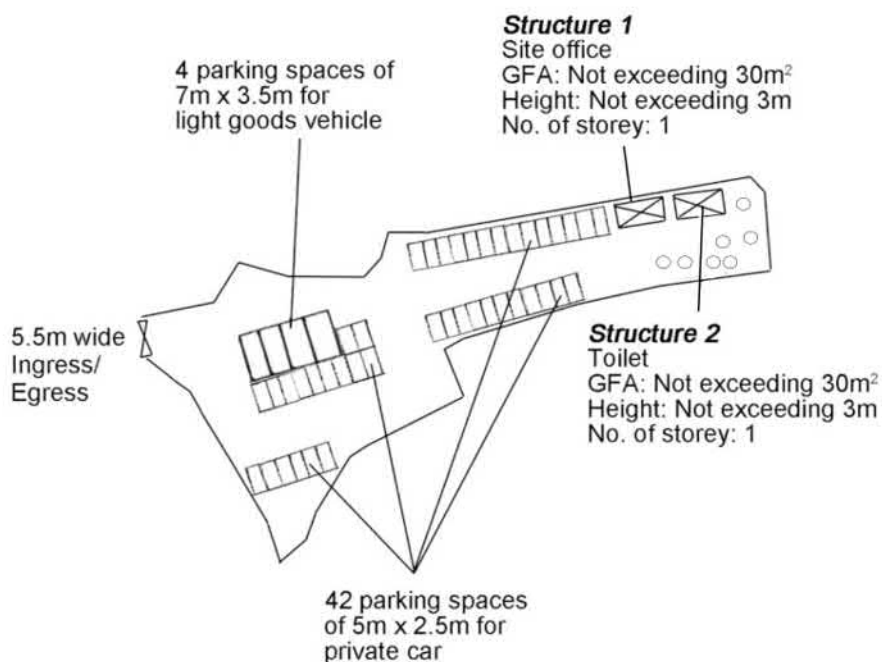 Structure 1
Site office
GFA: Not exceeding 30m²
Height: Not exceeding 3m
No. of storey: 1
4 parking spaces of
7m x 3.5m for
light goods vehicle
5.5m wide
Ingress/
Egress
Structure 2
Toilet
GFA: Not exceeding 30m²
Height: Not exceeding 3m
No. of storey: 1
42 parking spaces
of 5m x 2.5m for
private car